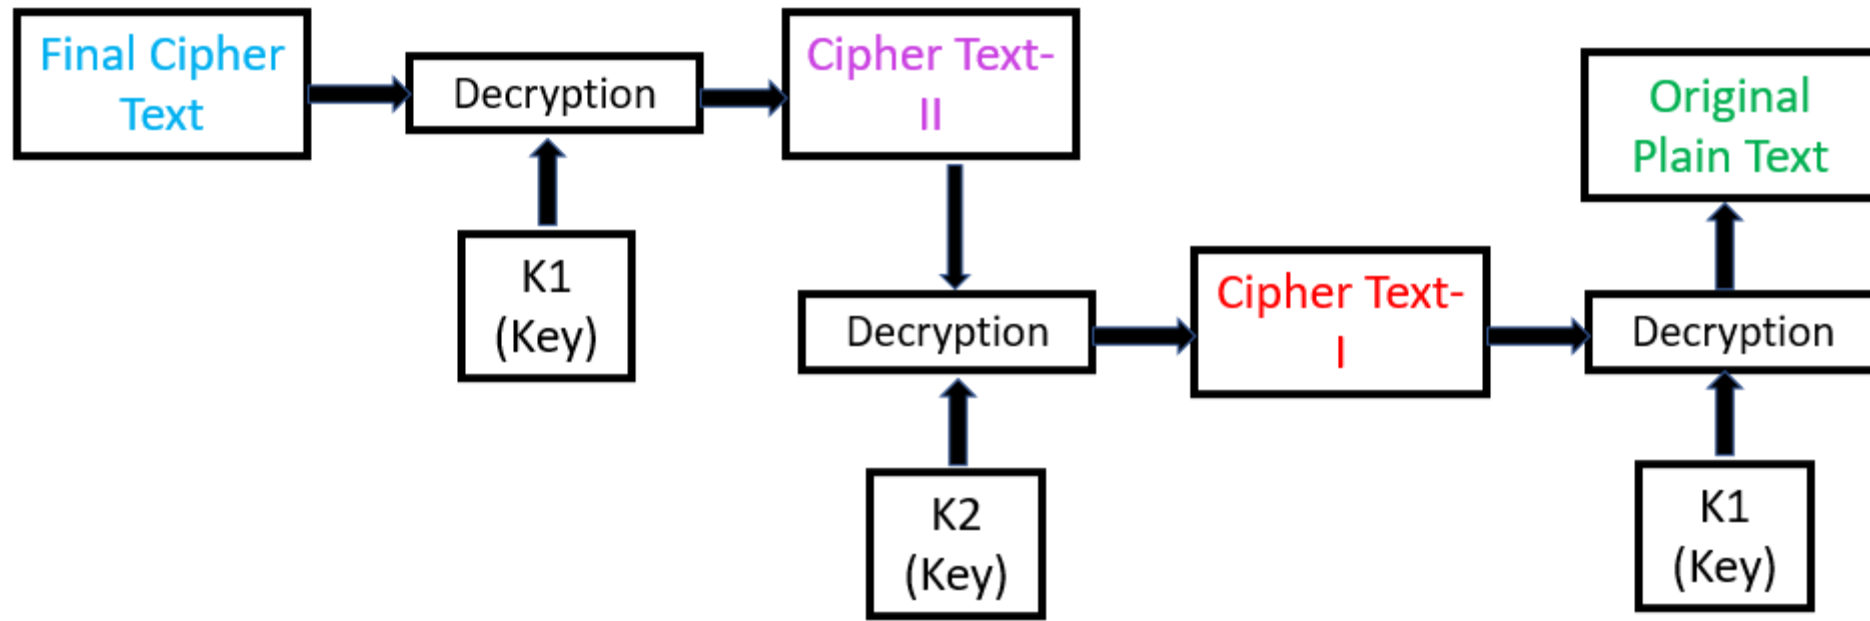 Final Cipher
Text
Decryption
K1
(Key)
Cipher Text-
II
Decryption
K2
(Key)
Cipher Text-
I
Original
Plain Text
Decryption
K1
(Key)